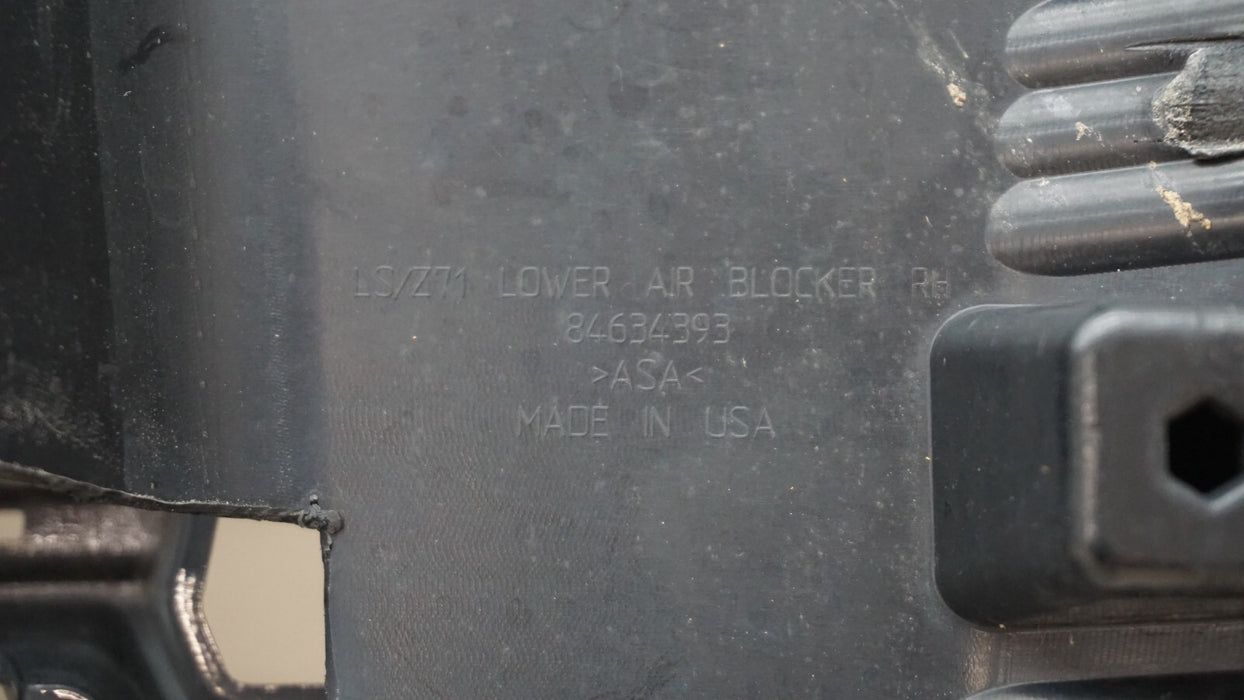 LS/Z71 LOWER AIR BLOCKER RH
84634393
>ASA<
MADE IN USA